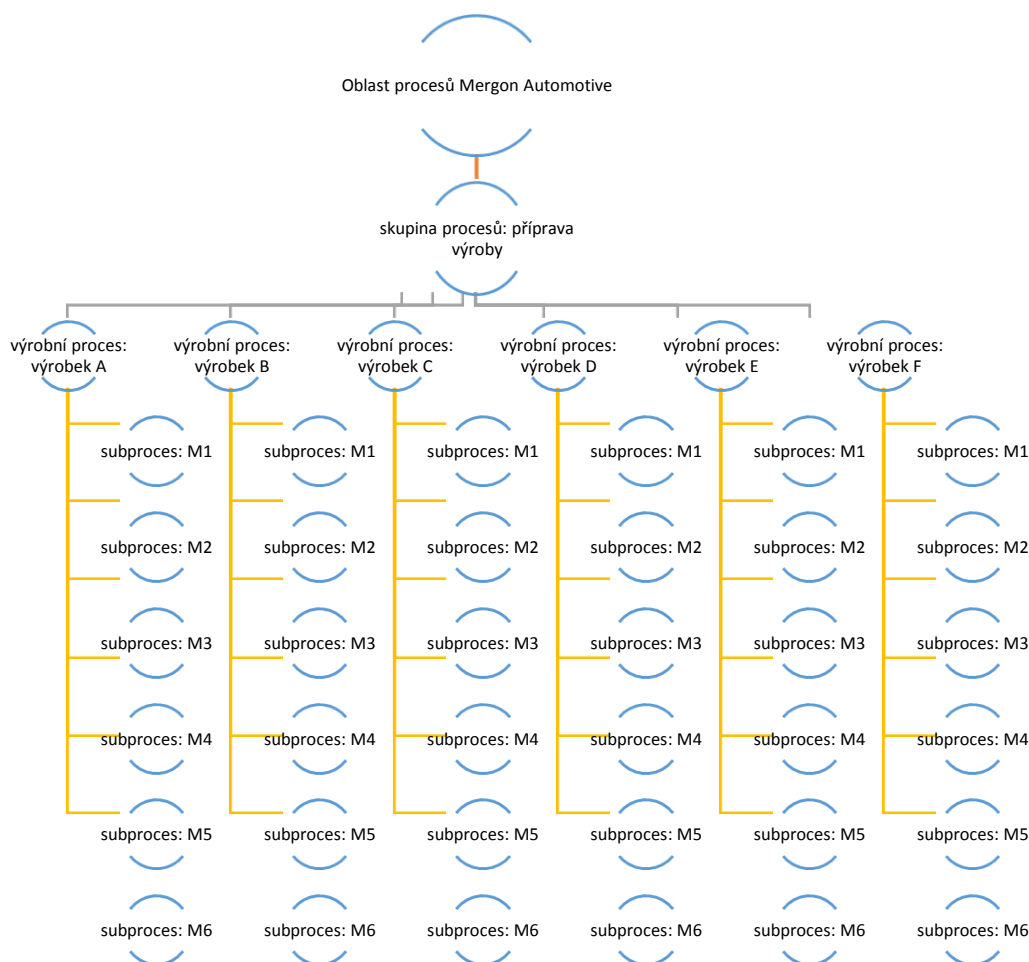 Oblast procesů Mergon Automotive
skupina procesů: příprava
výroby
výrobní proces:
výrobek A
výrobní proces:
výrobek B
výrobní proces:
výrobek C
výrobní proces:
výrobek D
výrobní proces:
výrobek E
výrobní proces:
výrobek F
subproces: M1
subproces: M1
subproces: M1
subproces: M1
subproces: M1
subproces: M1
subproces: M2
subproces: M2
subproces: M2
subproces: M2
subproces: M2
subproces: M2
subproces: M3
subproces: M3
subproces: M3
subproces: M3
subproces: M3
subproces: M3
subproces: M4
subproces: M4
subproces: M4
subproces: M4
subproces: M4
subproces: M4
subproces: M5
subproces: M5
subproces: M5
subproces: M5
subproces: M5
subproces: M5
subproces: M6
subproces: M6
subproces: M6
subproces: M6
subproces: M6
subproces: M6